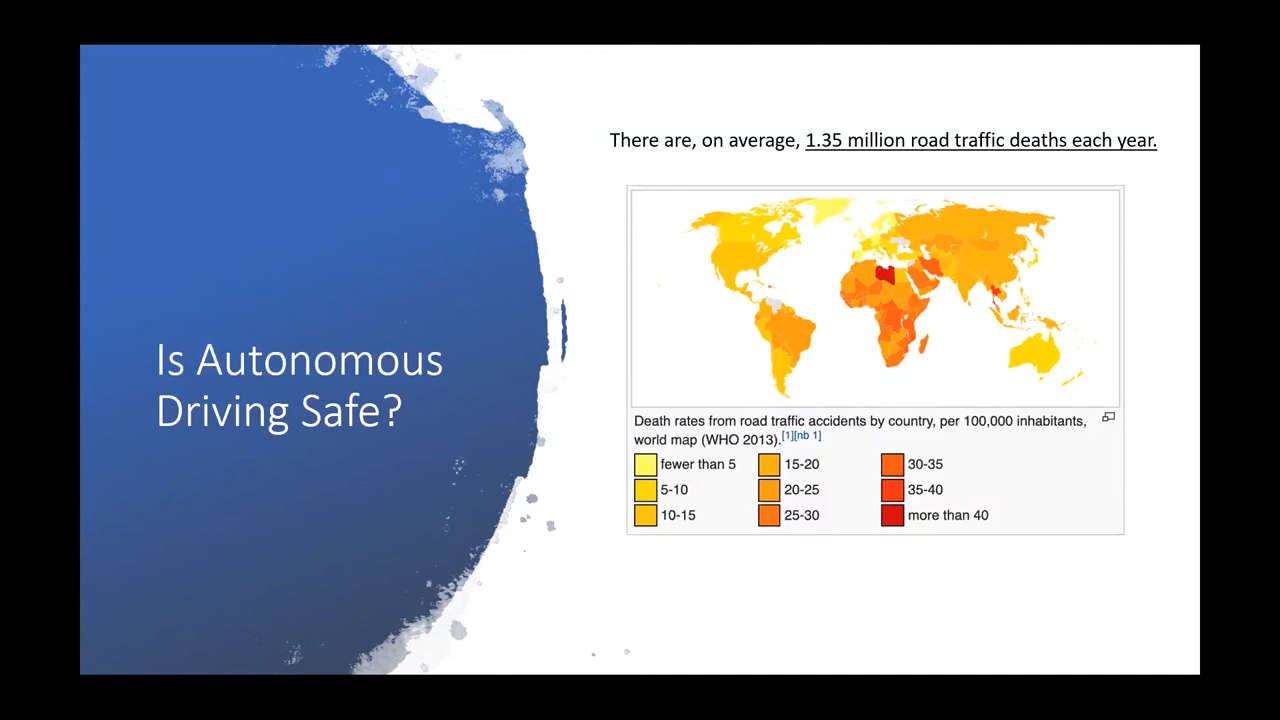 There are, on average, 1.35 million road traffic deaths each year.
Is Autonomous
Driving Safe?
Death rates from road traffic accidents by country, per 100,000 inhabitants,
world map (WHO 2013).[1][nb 1]
fewer than 5
15-20
30-35
5-10
20-25
35-40
10-15
25-30
more than 40